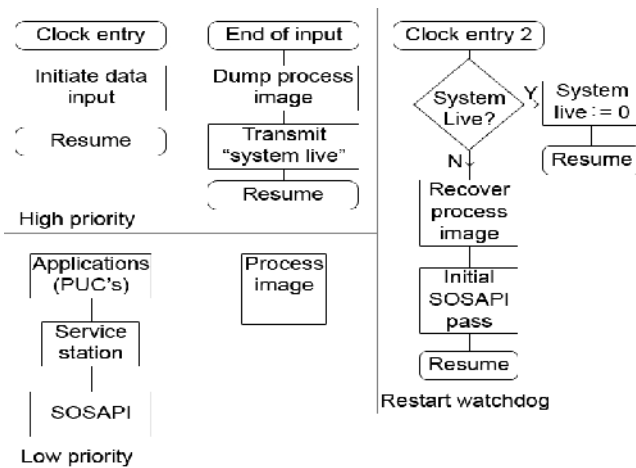 Clock entry
Initiate data
input
Resume
End of input
Dump process
image
Transmit
“system live”
Resume
High priority
Applications
(PUC's)
Service
station
SOSAPI
Process
image
Low priority
Clock entry 2
System
Live?
Y
System
live := 0
Resume
N
Recover
process
image
Initial
SOSAPI
pass
Resume
Restart watchdog